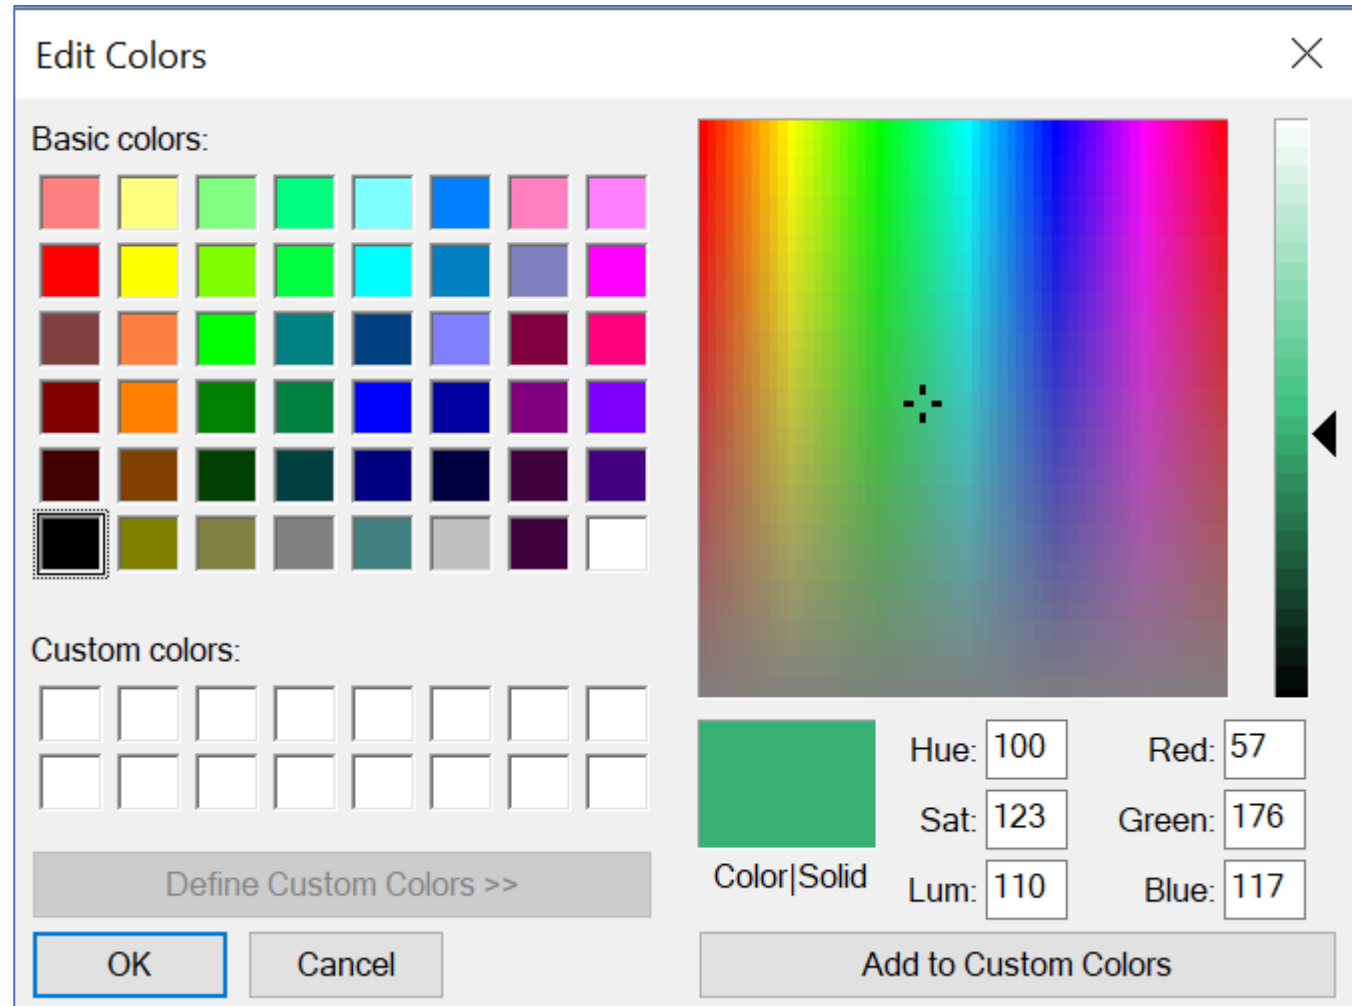 Edit Colors
Basic colors:
Custom colors:
Define Custom Colors >>
OK
Cancel
Color|Solid
Hue: 100
Sat: 123
Lum: 110
Red: 57
Green: 176
Blue: 117
Add to Custom Colors